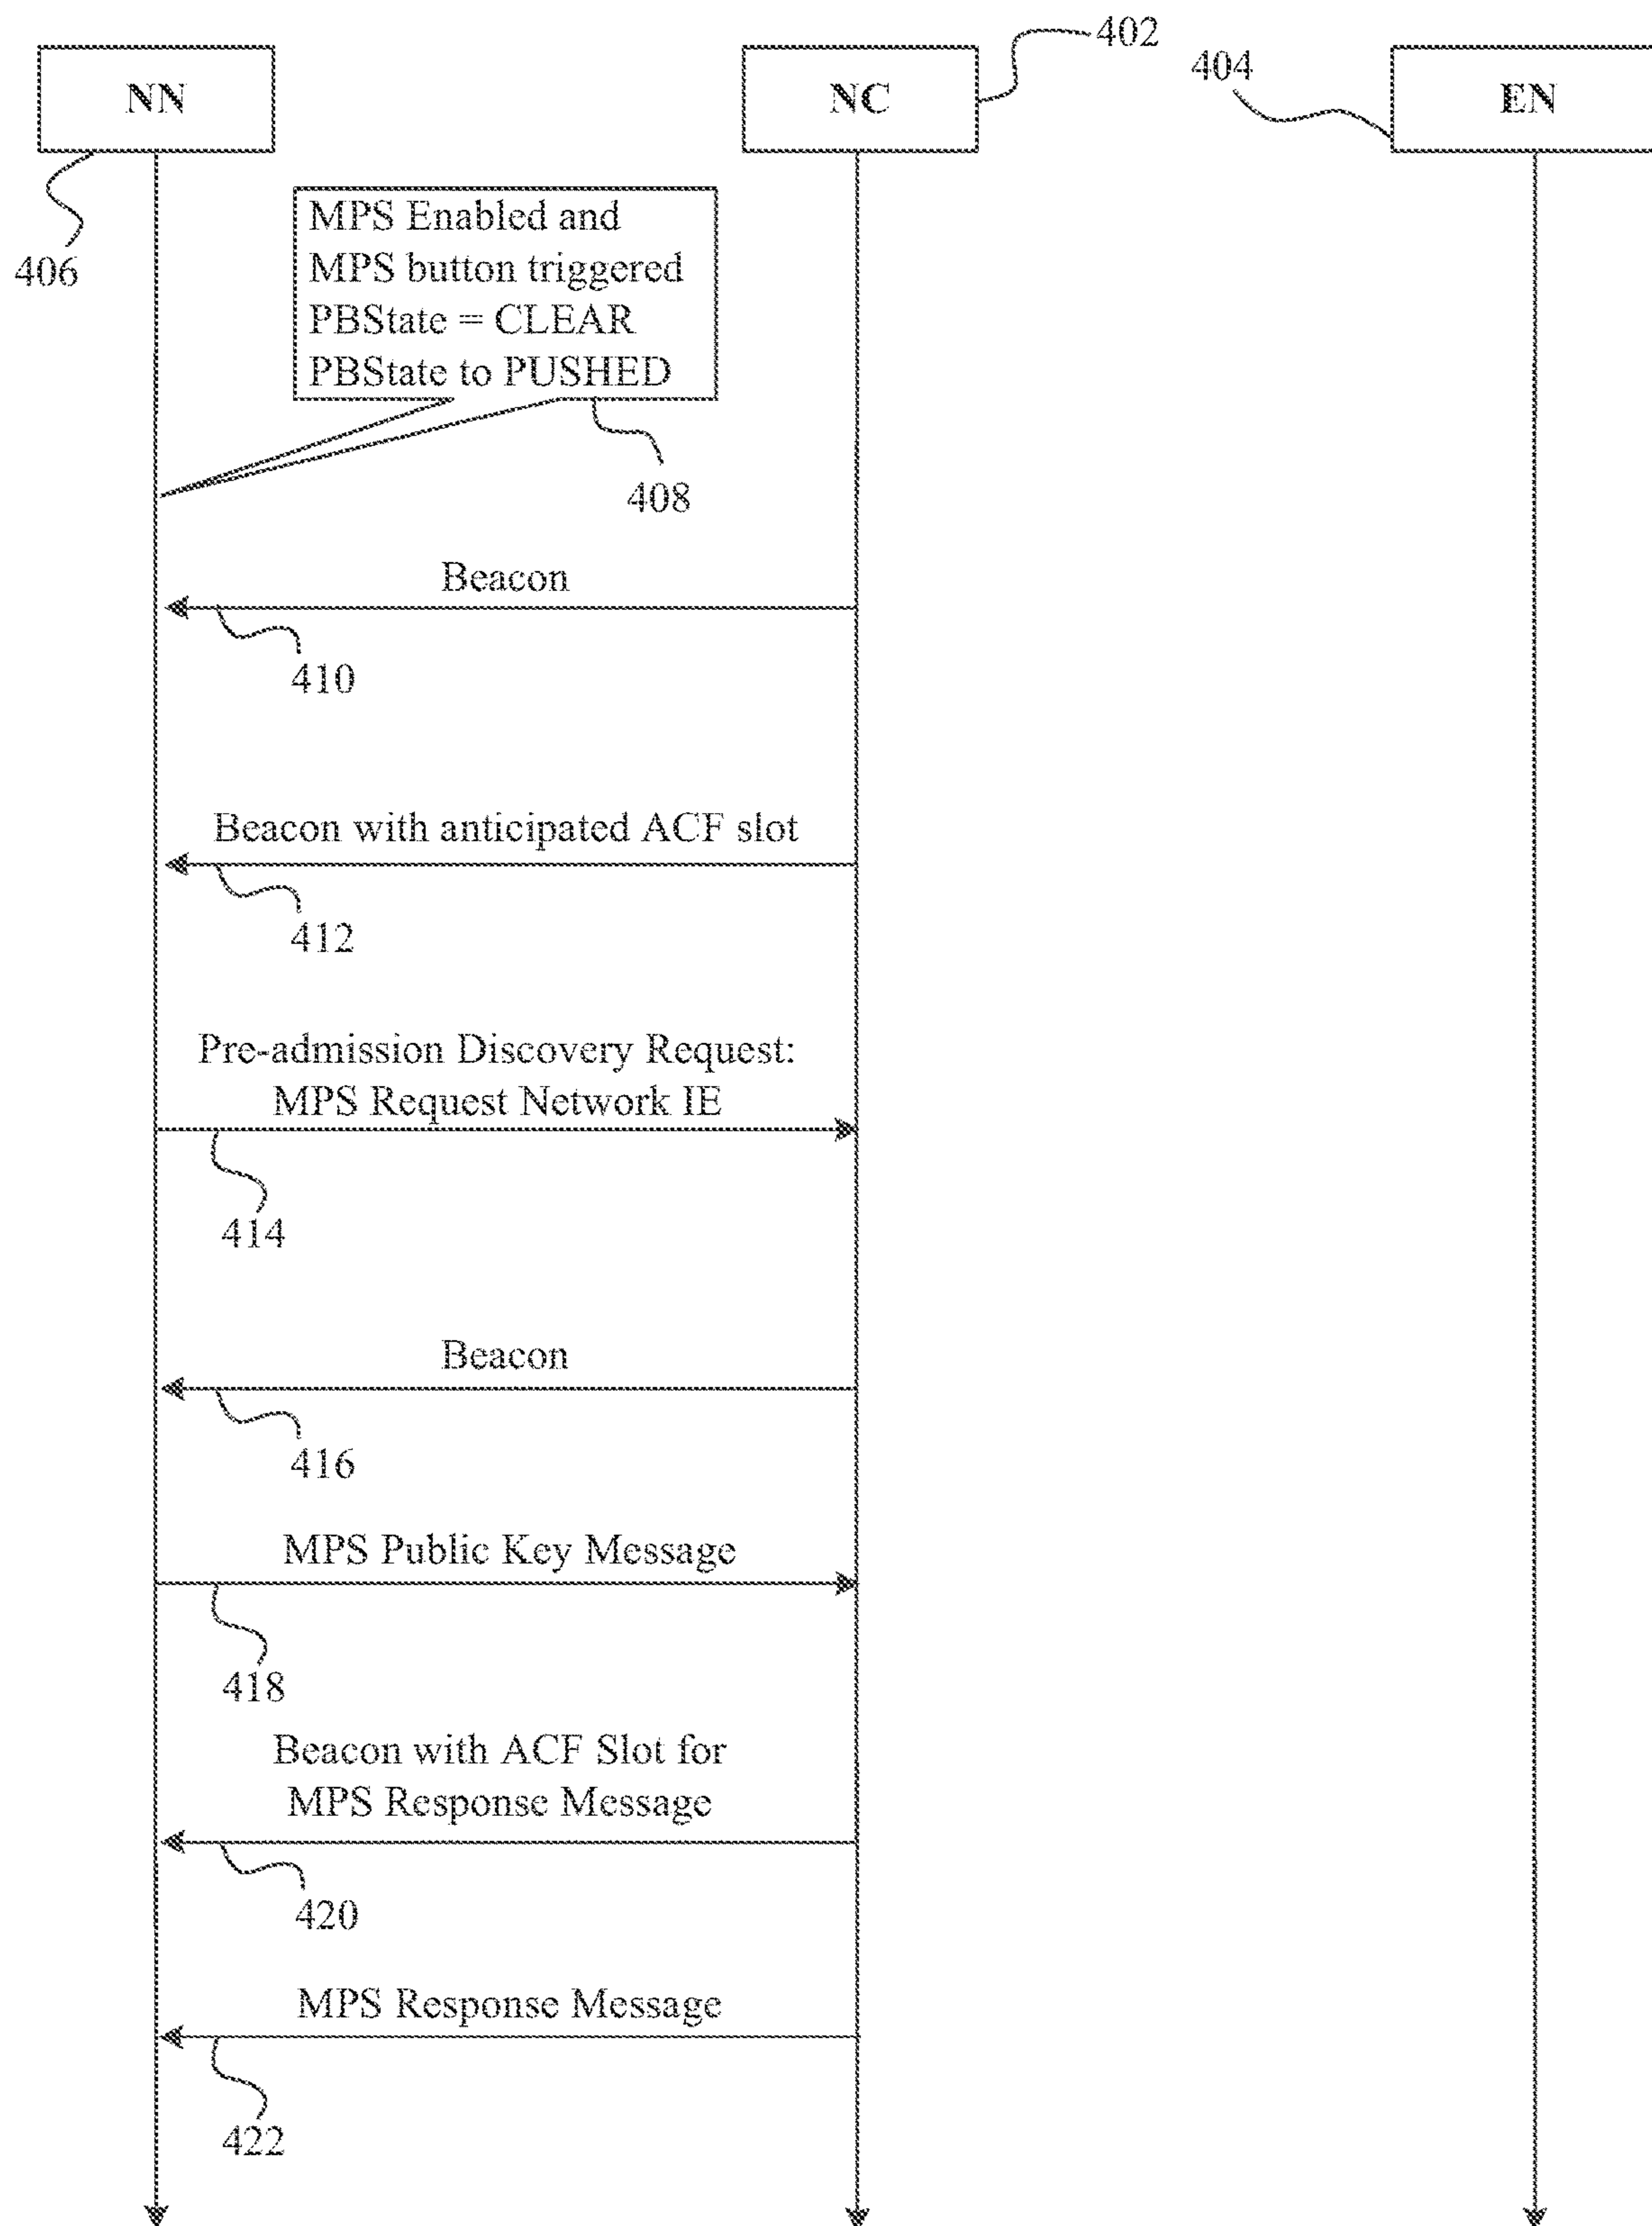 402
404
NN
NC
EN
406
MPS Enabled and
MPS button triggered
PBState = CLEAR
PBState to PUSHED
408
Beacon
410
Beacon with anticipated ACF slot
412
Pre-admission Discovery Request:
MPS Request Network IE
414
Beacon
416
MPS Public Key Message
418
Beacon with ACF Slot for
MPS Response Message
420
MPS Response Message
422